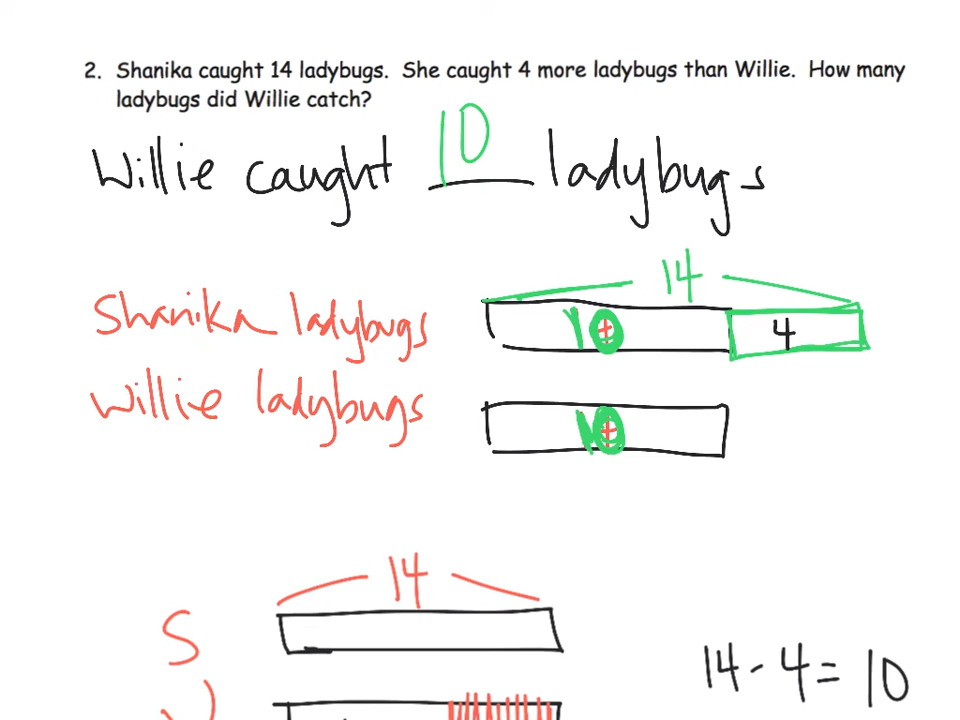 2. Shanika caught 14 ladybugs. She caught 4 more ladybugs than Willie. How many
ladybugs did Willie catch?
Willie caught 10 ladybugs
14
Shanika ladybugs 10 4
Willie ladybugs 10
14
S
14 - 4 = 10